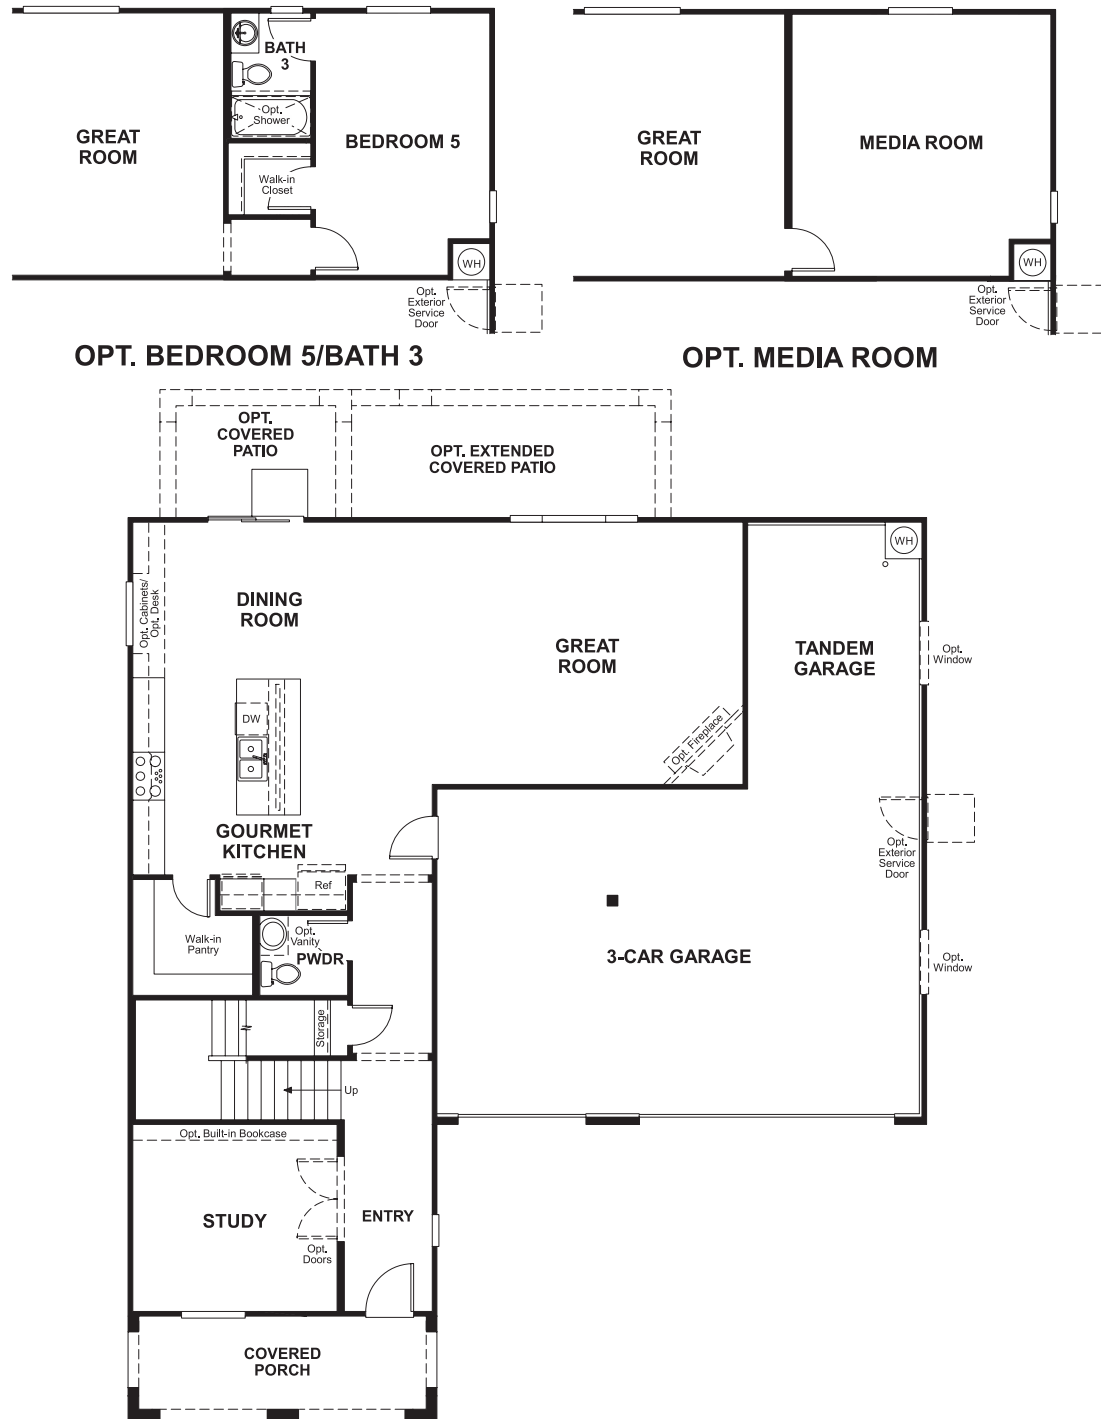 BATH
3
Opt.
Shower
GREAT
ROOM
BEDROOM 5
Walk-in
Closet
WH
Opt.
Exterior
Service
Door
OPT. BEDROOM 5/BATH 3
GREAT
ROOM
MEDIA ROOM
WH
Opt.
Exterior
Service
Door
OPT. MEDIA ROOM
OPT.
COVERED
PATIO
OPT. EXTENDED
COVERED PATIO
WH
Opt. Cabinets/
Opt. Desk
DINING
ROOM
GREAT
ROOM
TANDEM
GARAGE
Opt.
Window
DW
Opt. Fireplace
GOURMET
KITCHEN
Opt.
Exterior
Service
Door
Ref
Walk-in
Pantry
Opt.
Vanity
PWDR
3-CAR GARAGE
Opt.
Window
Storage
Up
Opt. Built-in Bookcase
STUDY
ENTRY
Opt.
Doors
COVERED
PORCH